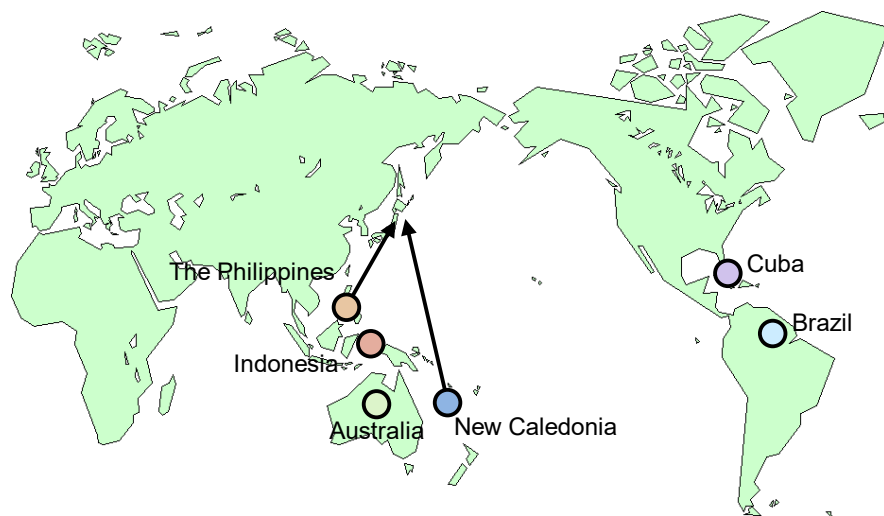 The Philippines
Cuba
Brazil
Indonesia
Australia
New Caledonia